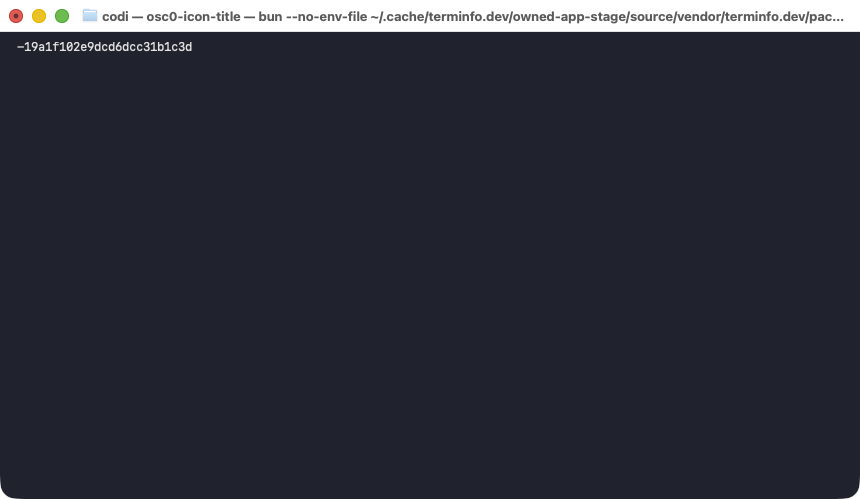 codi — osc0-icon-title — bun --no-env-file ~/.cache/terminfo.dev/owned-app-stage/source/vendor/terminfo.dev/pac...
-19a1f102e9dcd6dcc31b1c3d